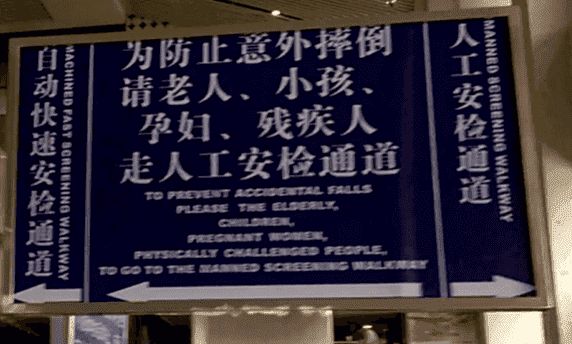 自动快速安检通道
MACHINED FAST SCREENING WALKWAY
为防止意外摔倒
请老人、小孩、
孕妇、残疾人
走人工安检通道
TO PREVENT ACCIDENTAL FALLS
PLEASE THE ELDERLY,
CHILDREN,
PREGNANT WOMEN,
PHYSICALLY CHALLENGED PEOPLE,
TO GO TO THE MANNED SCREENING WALKWAY
人工安检通道
MANNED SCREENING WALKWAY